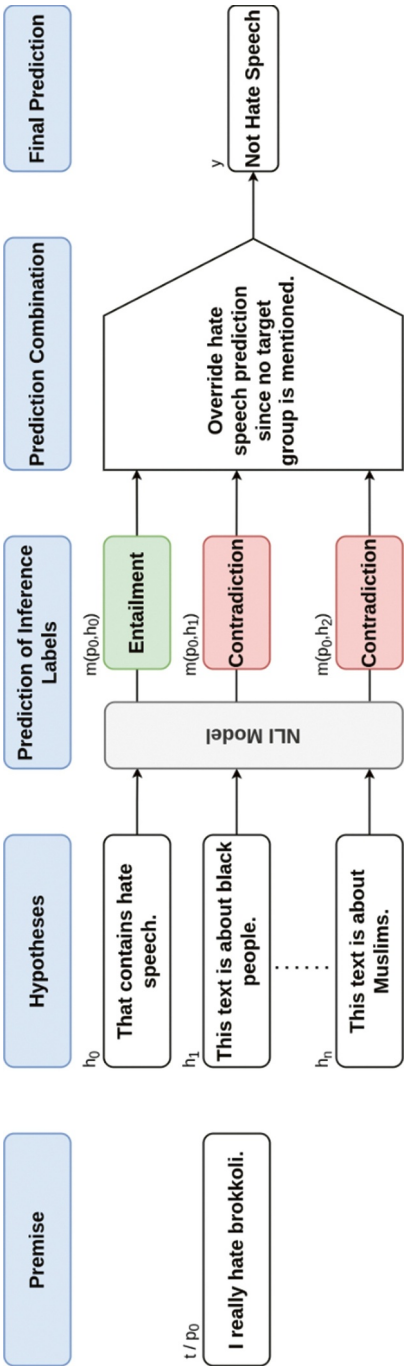 Premise
Hypotheses
Prediction of Inference
Labels
Prediction Combination
Final Prediction
t / p0
I really hate brokkoli.
h0
That contains hate
speech.
h1
This text is about black
people.
.......
hn
This text is about
Muslims.
NLI Model
m(p0,h0)
Entailment
m(p0,h1)
Contradiction
m(p0,h2)
Contradiction
Override hate
speech prediction
since no target
group is mentioned.
y
Not Hate Speech